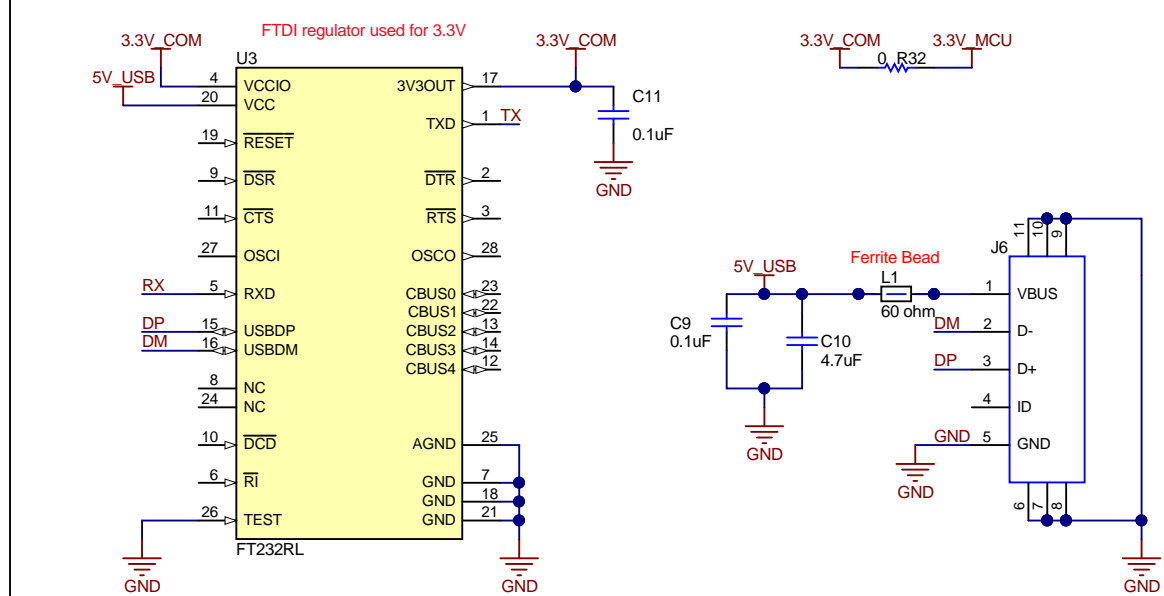 FTDI regulator used for 3.3V
3.3V_COM
3.3V_COM
3.3V_COM
3.3V_MCU
0 R32
5V_USB
U3
4 VCCIO
3V3OUT 17
20 VCC
C11
0.1uF
GND
TXD 1 TX
19 RESET
9 DSR
DTR 2
11 CTS
RTS 3
27 OSCI
OSCO 28
RX 5 RXD
CBUS0 23
CBUS1 22
DP 15 USBDP
CBUS2 13
DM 16 USBDM
CBUS3 14
CBUS4 12
8 NC
24 NC
10 DCD
AGND 25
6 RI
GND 7
GND 18
26 TEST
GND 21
FT232RL
GND
GND
5V_USB
Ferrite Bead
L1
60 ohm
C9
0.1uF
C10
4.7uF
GND
J6
11
10
9
1 VBUS
DM 2 D-
DP 3 D+
4 ID
GND 5 GND
GND
6
7
8
GND